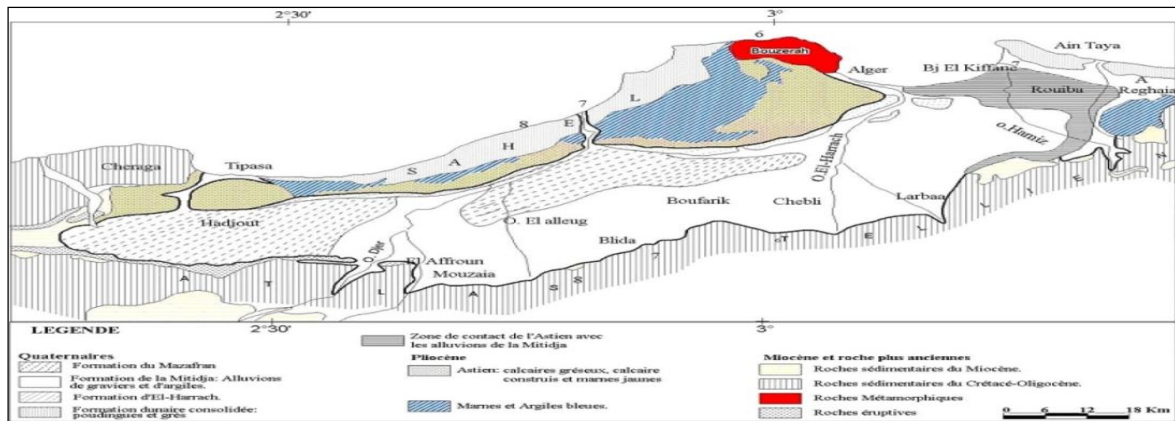 2°30'
3°
6
Bouzerah
Ain Taya
Alger
Bj El Kiffane
7
A
Rouiba
Reghaia
L
7
8
E
H
o.Hamiz
Cheraga
Tipasa
S
A
O.El-Harrach
N
Hadjout
O. El alleug
Boufarik
Chebli
Larbaa
E
I
L
L
E
T
Blida
7
O. Djer
El Affroun
Mouzaia
A
T
L
A
S
S
2°30'
3°
LEGENDE
Zone de contact de l'Astien avec
les alluvions de la Mitidja
Quaternaires
Formation du Mazafran
Formation de la Mitidja: Alluvions
de graviers et d'argiles.
Formation d'El-Harrach.
Formation dunaire consolidée:
poudingues et grès
Pliocène
Astien: calcaires gréseux, calcaire
construis et marnes jaunes
Marnes et Argiles bleues.
Miocène et roche plus anciennes
Roches sédimentaires du Miocène.
Roches sédimentaires du Crétacé-Oligocène.
Roches Métamorphiques
Roches éruptives
0 6 12 18 Km